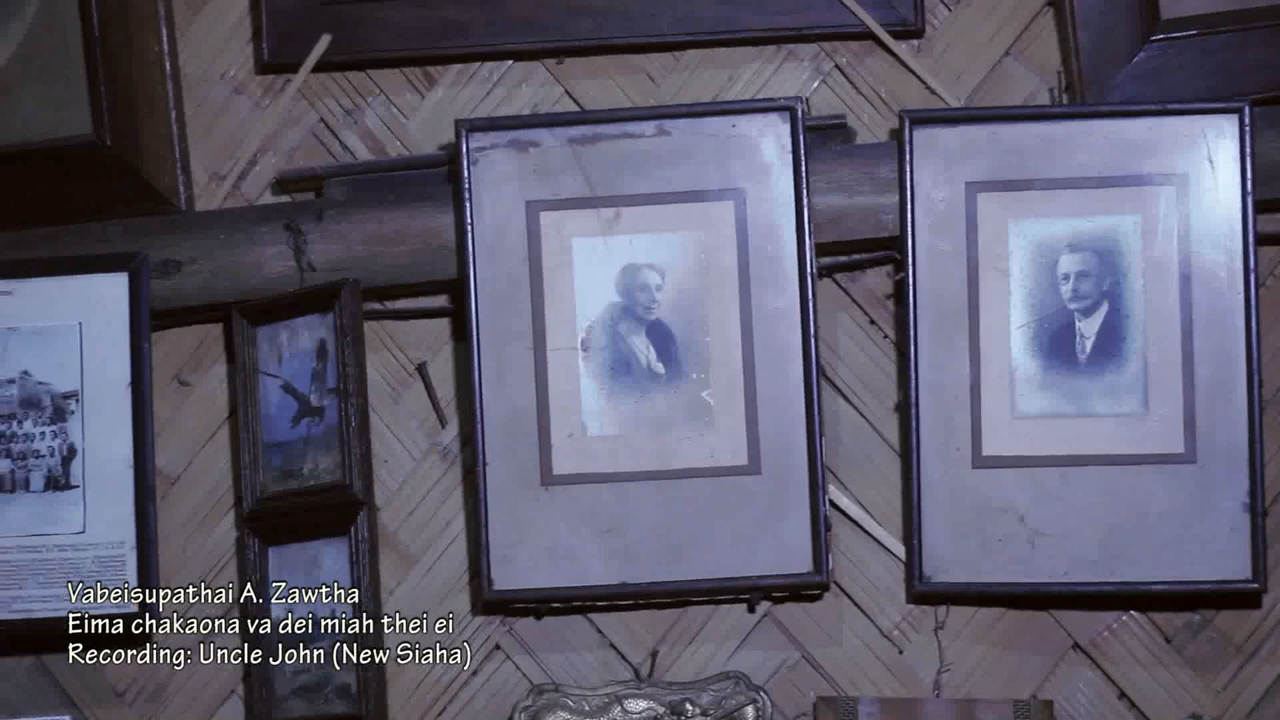 Vabeisupathai A. Zawtha
Eima chakaona va dei miah thei ei
Recording: Uncle John (New Siaha)